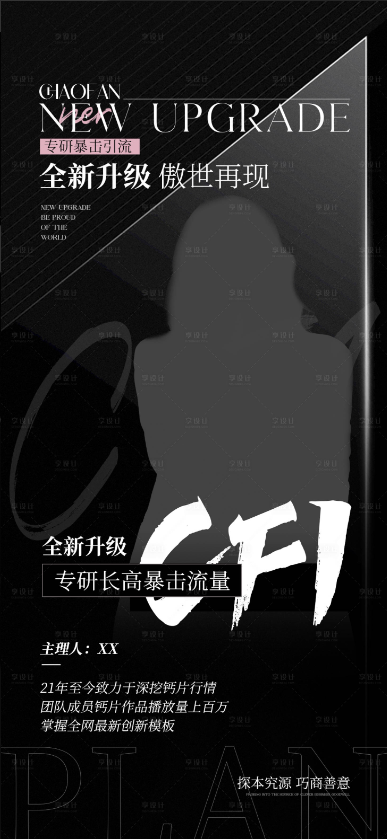 CHAOFAN
new
NEW UPGRADE
专研暴击引流
全新升级 傲世再现
NEW UPGRADE
BE PROUD
OF THE
WORLD
CFI
全新升级
专研长高暴击流量
主理人：XX
21年至今致力于深挖钙片行情
团队成员钙片作品播放量上百万
掌握全网最新创新模板
探本究源 巧商善意
PLAN